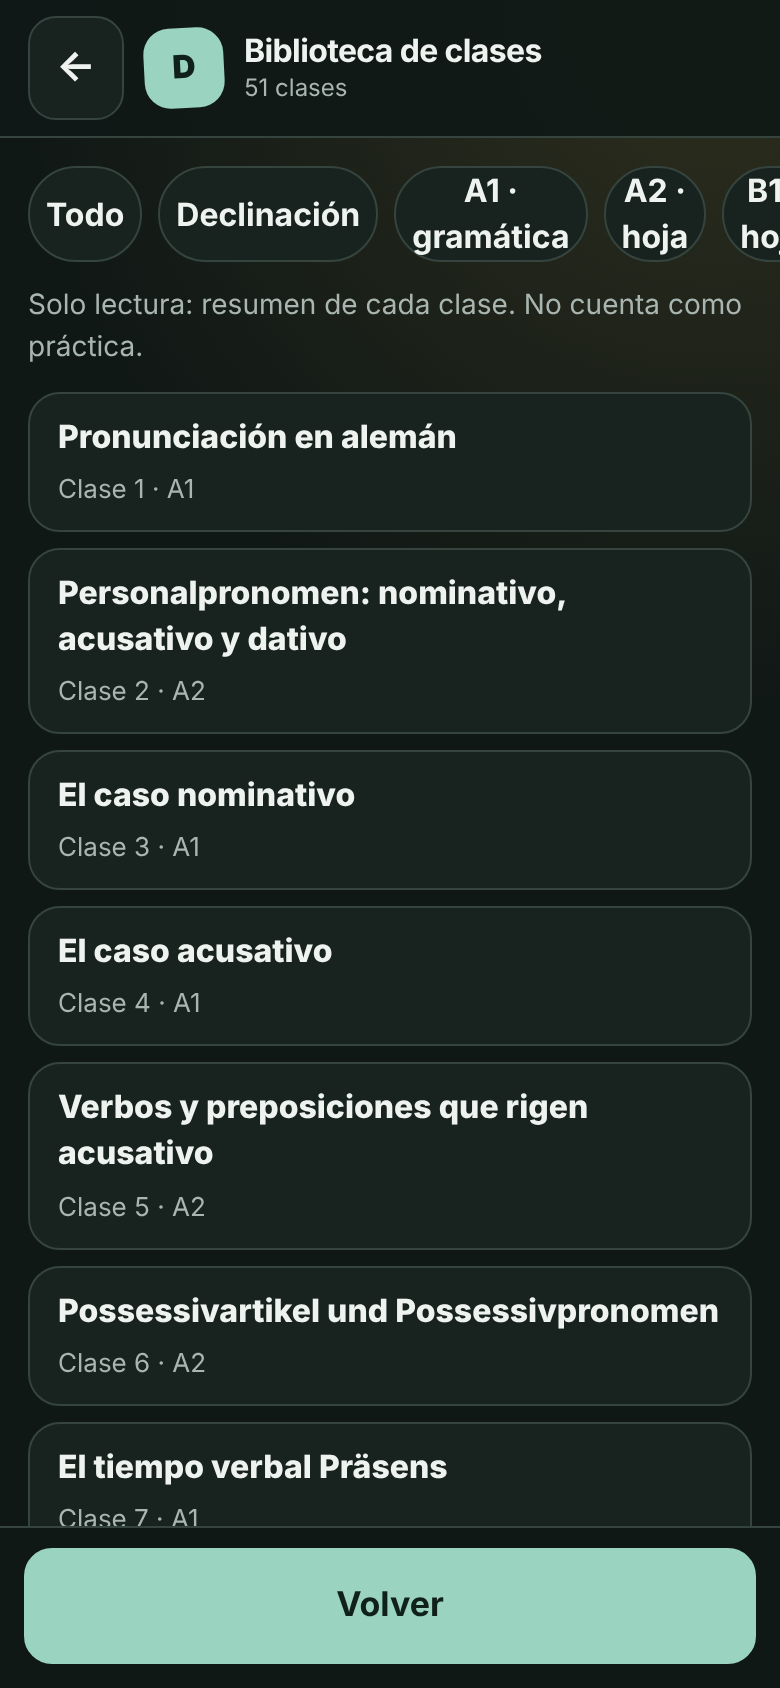 D
Biblioteca de clases
51 clases
Todo
Declinación
A1 ·
gramática
A2 ·
hoja
B1
Solo lectura: resumen de cada clase. No cuenta como
práctica.
Pronunciación en alemán
Clase 1 · A1
Personalpronomen: nominativo,
acusativo y dativo
Clase 2 · A2
El caso nominativo
Clase 3 · A1
El caso acusativo
Clase 4 · A1
Verbos y preposiciones que rigen
acusativo
Clase 5 · A2
Possessivartikel und Possessivpronomen
Clase 6 · A2
El tiempo verbal Präsens
Clase 7 · A1
Volver